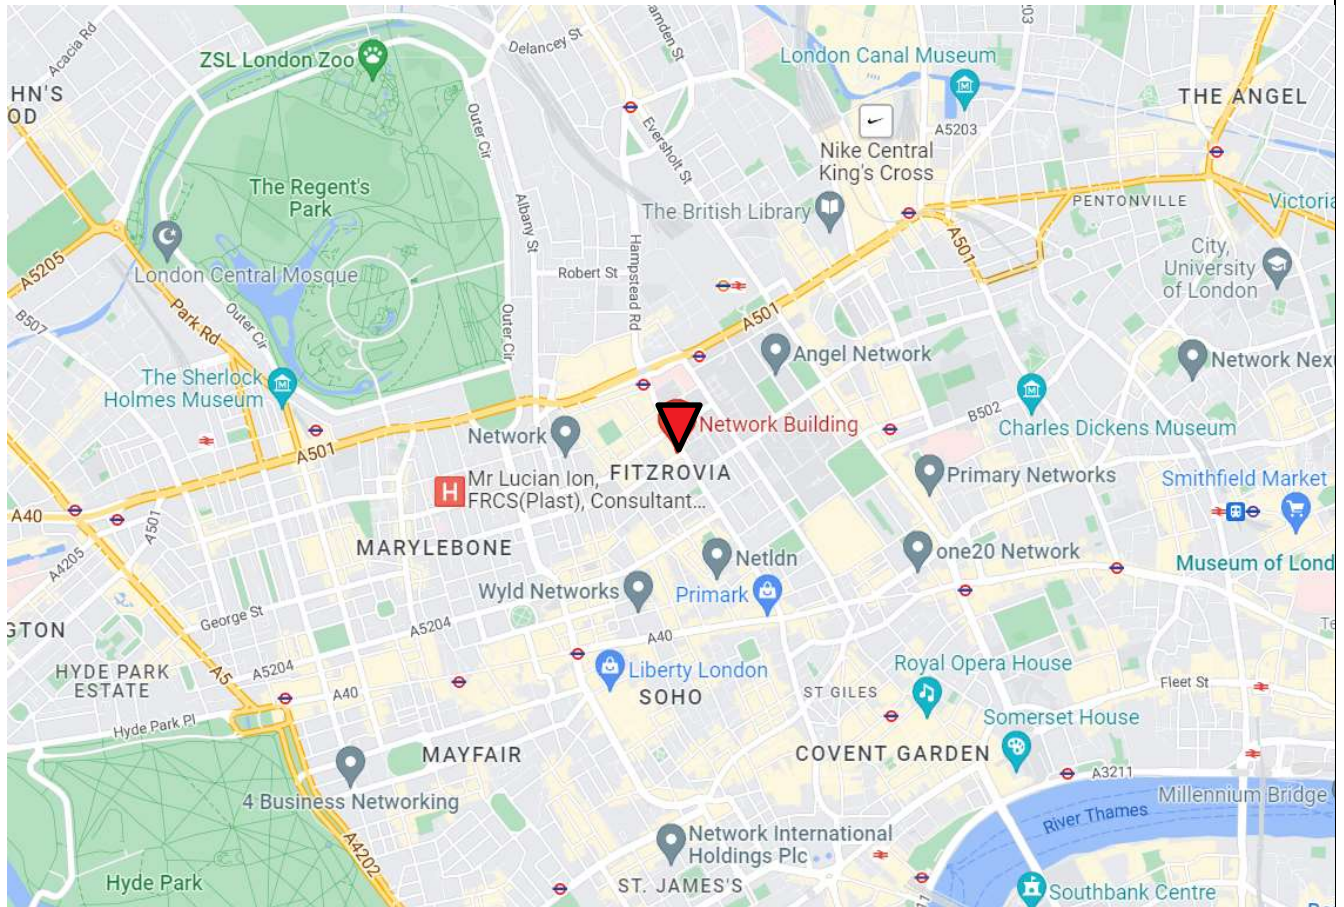 Acacia Rd
ZSL London Zoo
Delancey St
amden St
203
London Canal Museum
HN'S
OD
THE ANGEL
Outer Cir
Evershholt St
A5203
Nike Central
King's Cross
The Regent's
Park
Albany St
The British Library
PENTONVILLE
Victoria
A5205
London Central Mosque
Robert St
Hampstead Rd
A501
City,
University
of London
B507
Park Rd
Outer Cir
Outer Cir
A501
Angel Network
Network Nex
The Sherlock
Holmes Museum
B502
Charles Dickens Museum
Network
Network Building
A501
Mr Lucian Ion,
FRCS(Plast), Consultant...
H
FITZROVIA
Primary Networks
Smithfield Market
A40
A501
A4205
MARYLEBONE
Netldn
one20 Network
Museum of Lond
Wyld Networks
Primark
George St
A5204
A40
GTON
Te
HYDE PARK
ESTATE
A5204
A5
A40
Liberty London
SOHO
ST GILES
Royal Opera House
Fleet St
Hyde Park Pl
Somerset House
MAYFAIR
COVENT GARDEN
A3211
4 Business Networking
River Thames
Millennium Bridge
A4202
Network International
Holdings Plc
Hyde Park
ST. JAMES'S
Southbank Centre